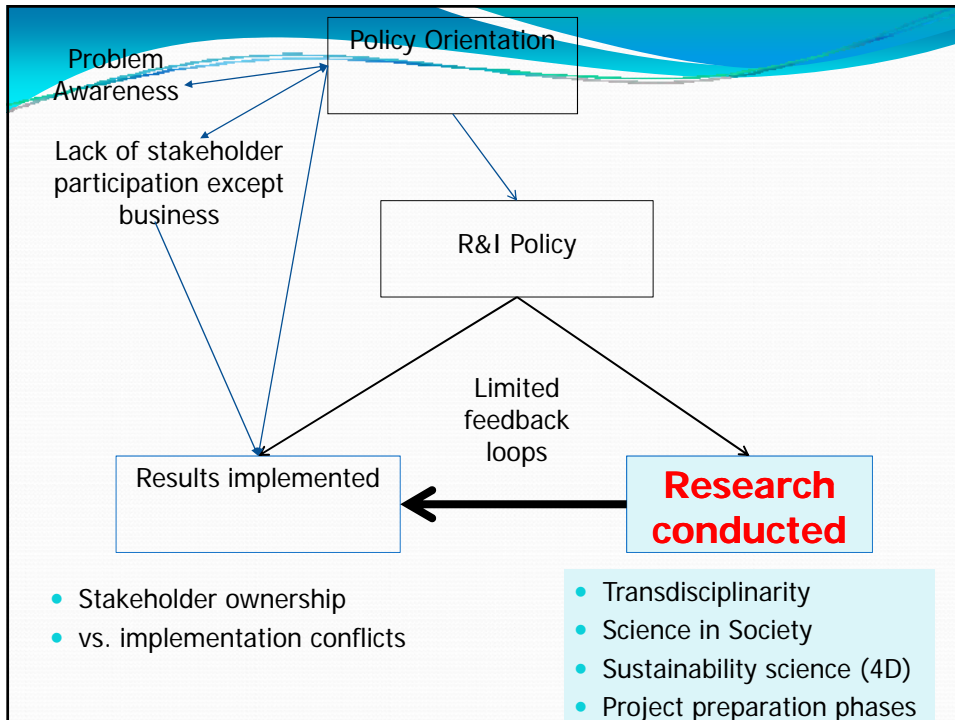 Policy Orientation
Problem
Awareness
Lack of stakeholder
participation except
business
R&I Policy
Limited
feedback
loops
Results implemented
Research
conducted
• Stakeholder ownership
• vs. implementation conflicts
• Transdisciplinarity
• Science in Society
• Sustainability science (4D)
• Project preparation phases